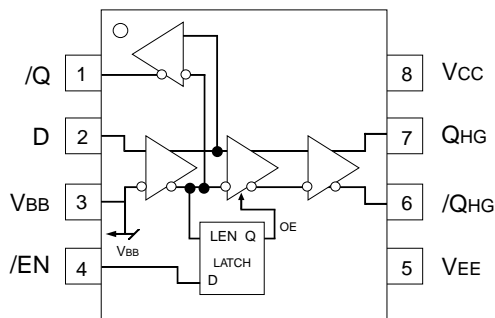 /Q 1 8 VCC
D 2 7 QHG
VBB 3 6 /QHG
VBB
OE
LEN Q
LATCH
D
/EN 4 5 VEE